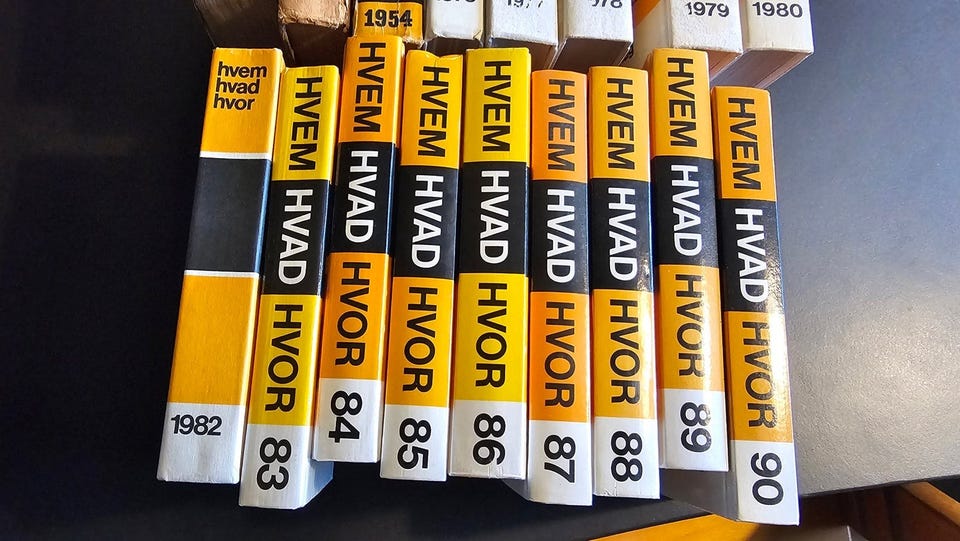 1954
1979
1980
hvem
hvad
hvor
1982
HVEM HVAD HVOR 83
HVEM HVAD HVOR 84
HVEM HVAD HVOR 85
HVEM HVAD HVOR 86
HVEM HVAD HVOR 87
HVEM HVAD HVOR 88
HVEM HVAD HVOR 89
HVEM HVAD HVOR 90